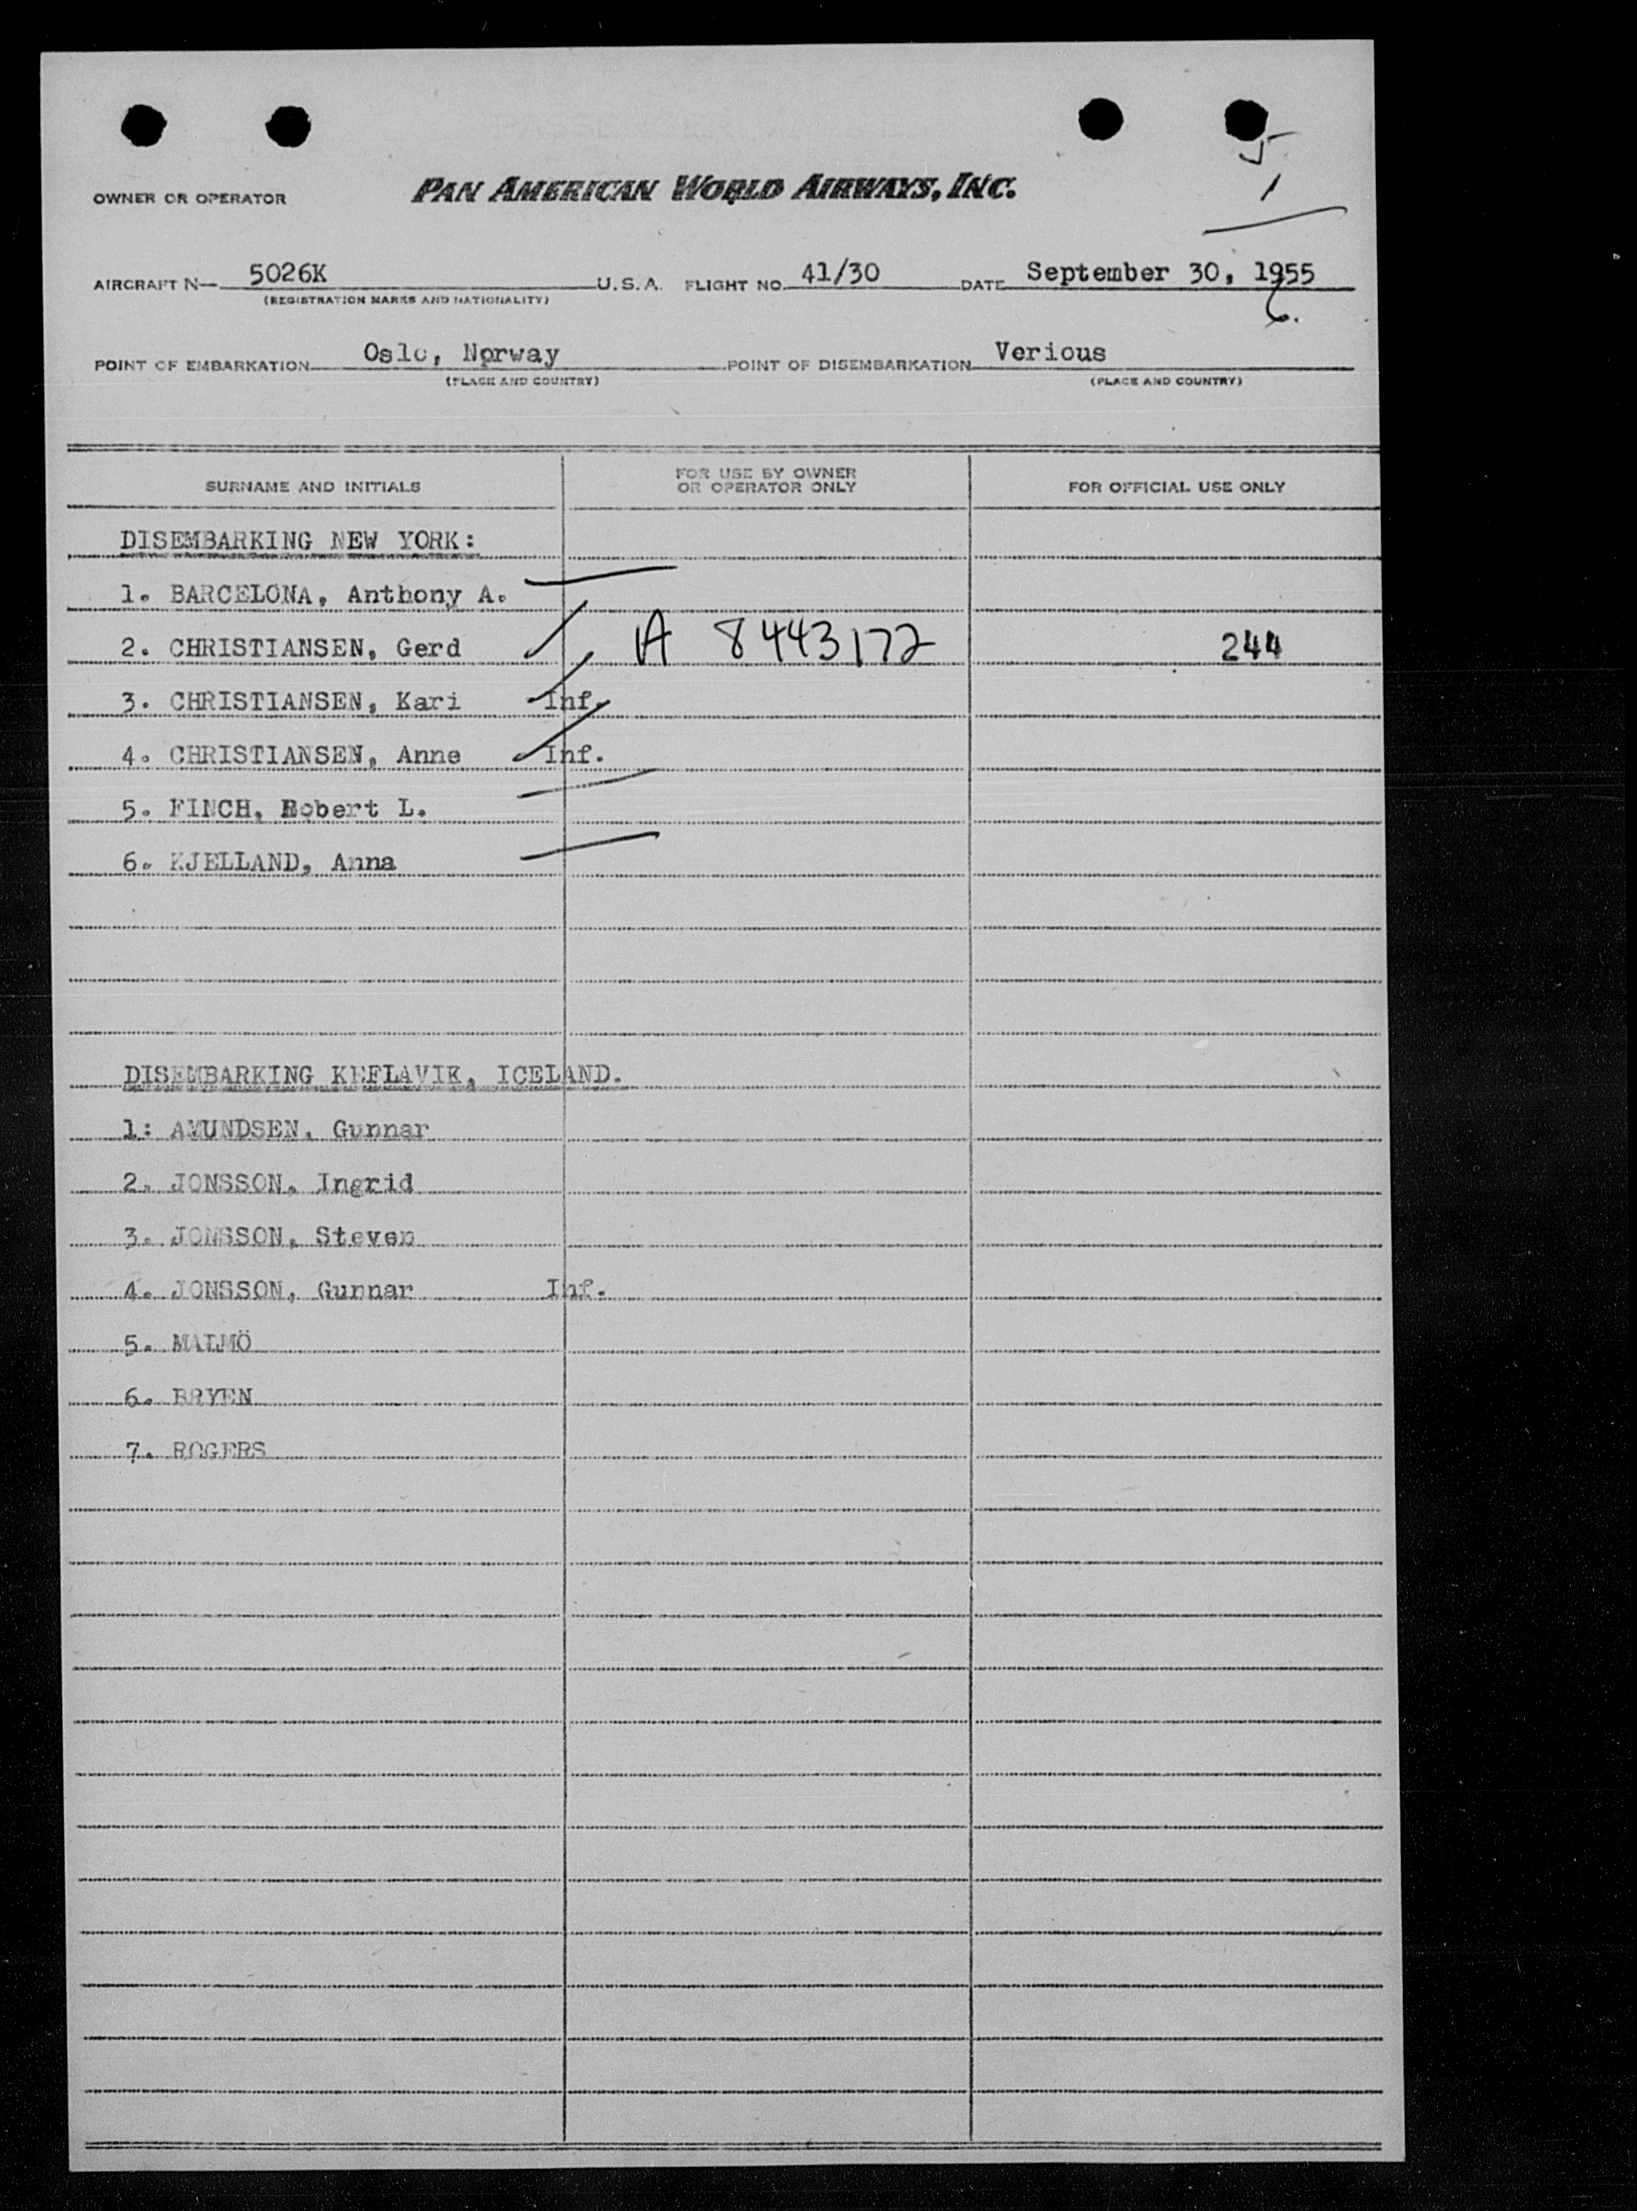 5
1
OWNER OR OPERATOR PAN AMERICAN WORLD AIRWAYS, INC.
AIRCRAFT N— 5026K U.S.A. FLIGHT NO. 41/30 DATE September 30, 1955
(REGISTRATION MARKS AND NATIONALITY)
6.
POINT OF EMBARKATION Oslo, Norway POINT OF DISEMBARKATION Verious
(PLACE AND COUNTRY) (PLACE AND COUNTRY)
SURNAME AND INITIALS FOR USE BY OWNER OR OPERATOR ONLY FOR OFFICIAL USE ONLY
DISEMBARKING NEW YORK:
1. BARCELONA, Anthony A.
2. CHRISTIANSEN, Gerd A 8443172 244
3. CHRISTIANSEN, Kari Inf.
4. CHRISTIANSEN, Anne Inf.
5. FINCH, Robert L.
6. KJELLAND, Anna
DISEMBARKING KEFLAVIK, ICELAND.
1: AMUNDSEN, Gunnar
2. JONSSON, Ingrid
3. JONSSON, Steven
4. JONSSON, Gunnar Inf.
5. MALMÖ
6. BRYEN
7. ROGERS